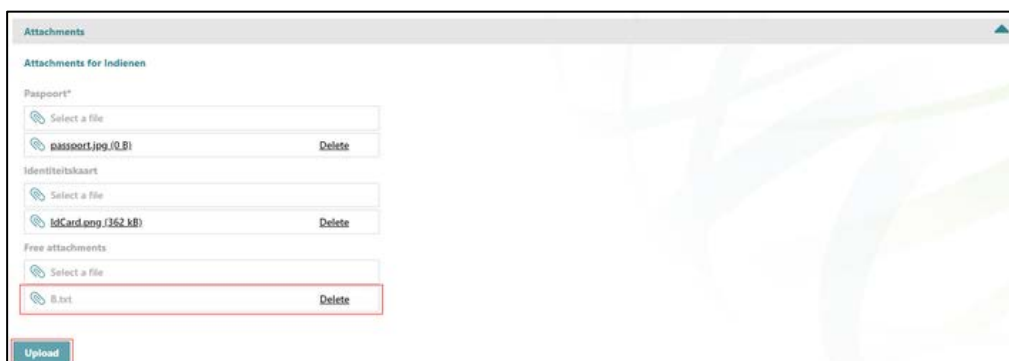 Attachments
Attachments for Indienen
Paspoort*
Select a file
passport.jpg (0 B) Delete
Identiteitskaart
Select a file
IdCard.png (362 kB) Delete
Free attachments
Select a file
B.txt Delete
Upload